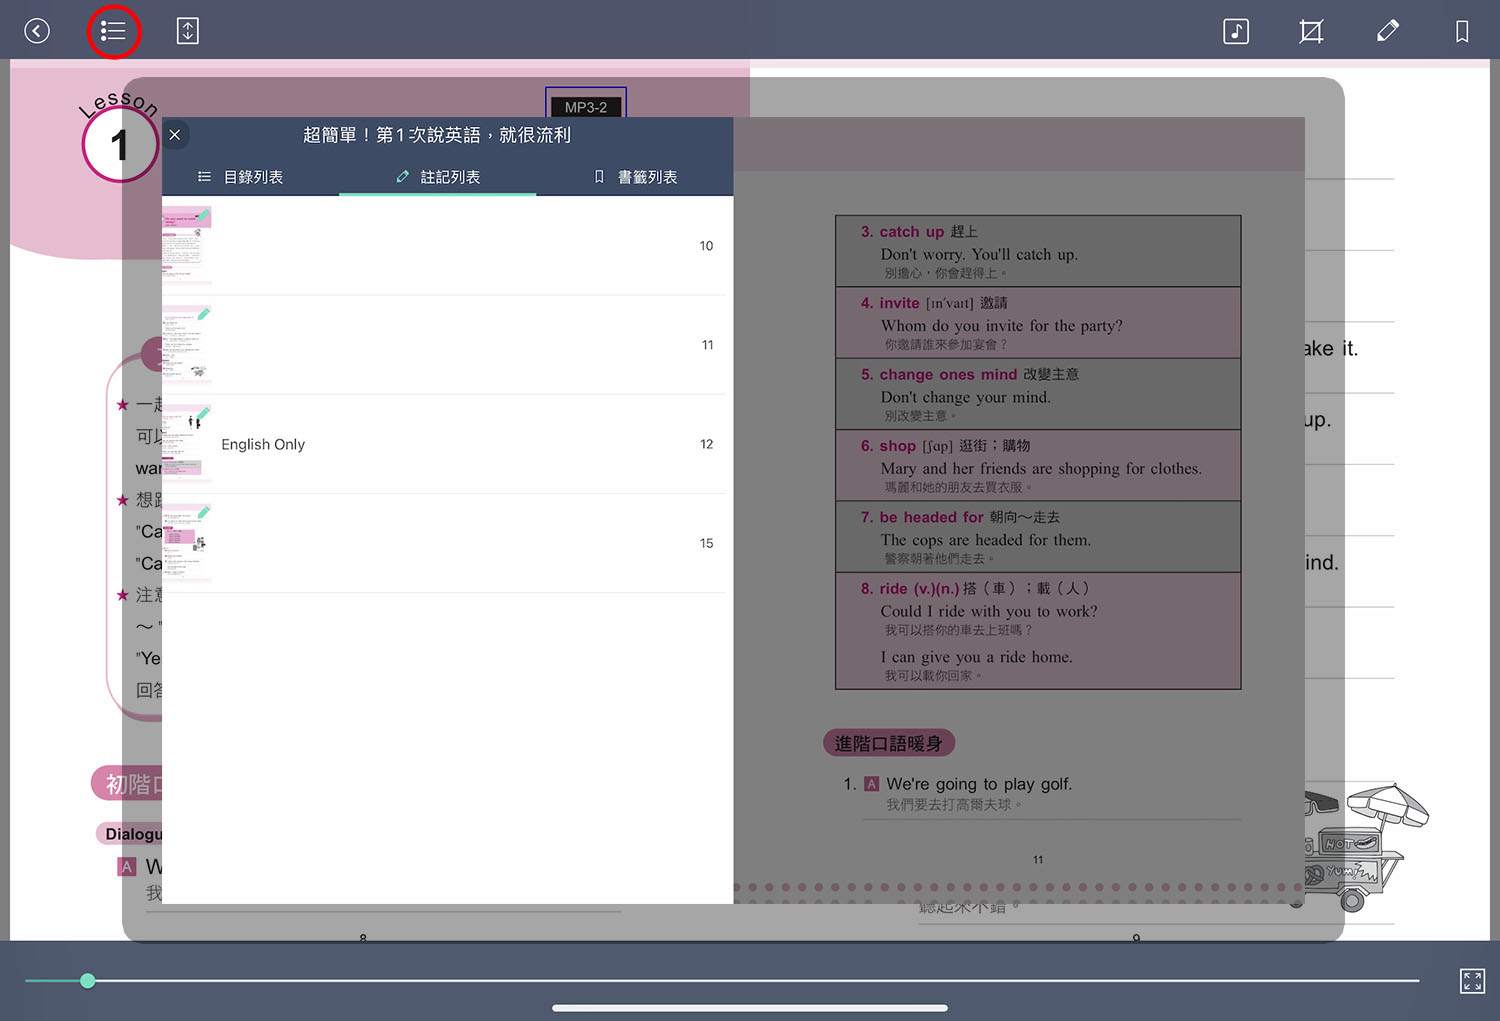 Lesson
1
MP3-2
超簡單！第1次說英語，就很流利
目錄列表
註記列表
書籤列表
10
11
English Only
12
15
3. catch up 趕上
Don't worry. You'll catch up.
別擔心，你會趕得上。
4. invite [ɪn′vaɪt] 邀請
Whom do you invite for the party?
你邀請誰來參加宴會？
5. change ones mind 改變主意
Don't change your mind.
別改變主意。
6. shop [ʃɑp] 逛街；購物
Mary and her friends are shopping for clothes.
瑪麗和她的朋友去買衣服。
7. be headed for 朝向～走去
The cops are headed for them.
警察朝著他們走去。
8. ride (v.)(n.) 搭（車）；載（人）
Could I ride with you to work?
我可以搭你的車去上班嗎？
I can give you a ride home.
我可以載你回家。
進階口語暖身
1. A We're going to play golf.
我們要去打高爾夫球。
11
★ 一起
可以
wan
★ 想跟
"Ca
"Ca
★ 注意
～ "
"Ye
回答
初階口
Dialogu
A W
我
8
ake it.
up.
ind.
HOT
YUM!
聽起來不錯。
9